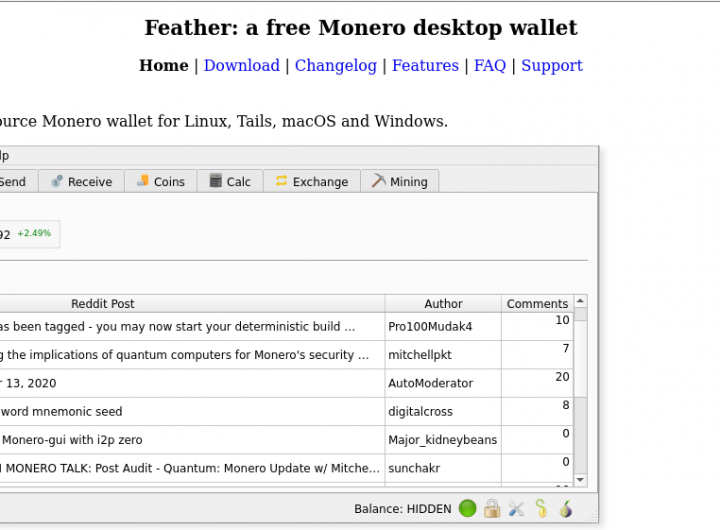 Feather: a free Monero desktop wallet
Home | Download | Changelog | Features | FAQ | Support
ource Monero wallet for Linux, Tails, macOS and Windows.
lp
Send Receive Coins Calc Exchange Mining
92 +2.49%
Reddit Post Author Comments
as been tagged - you may now start your deterministic build ... Pro100Mudak4 10
g the implications of quantum computers for Monero's security ... mitchellpkt 7
r 13, 2020 AutoModerator 20
word mnemonic seed digitalcross 8
Monero-gui with i2p zero Major_kidneybeans 0
MONERO TALK: Post Audit - Quantum: Monero Update w/ Mitche... sunchakr 0
Balance: HIDDEN